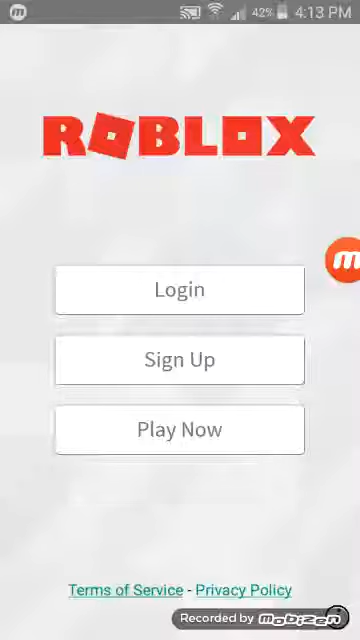 42% 4:13 PM
ROBLOX
Login
Sign Up
Play Now
Terms of Service - Privacy Policy
Recorded by mobizen